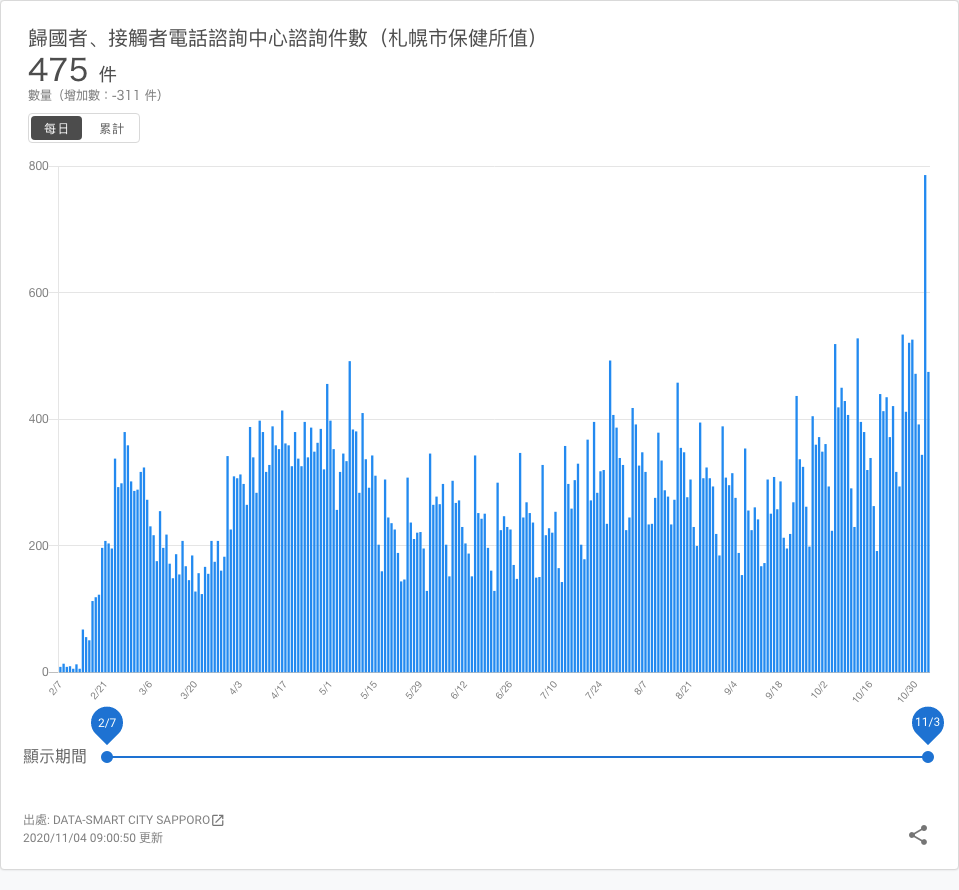 歸國者、接觸者電話諮詢中心諮詢件數（札幌市保健所值）
475 件
數量（增加數：-311 件）
每日 累計
800
600
400
200
0
2/7 2/21 3/6 3/20 4/3 4/17 5/1 5/15 5/29 6/12 6/26 7/10 7/24 8/7 8/21 9/4 9/18 10/2 10/16 10/30
2/7 11/3
顯示期間
出處: DATA-SMART CITY SAPPORO
2020/11/04 09:00:50 更新